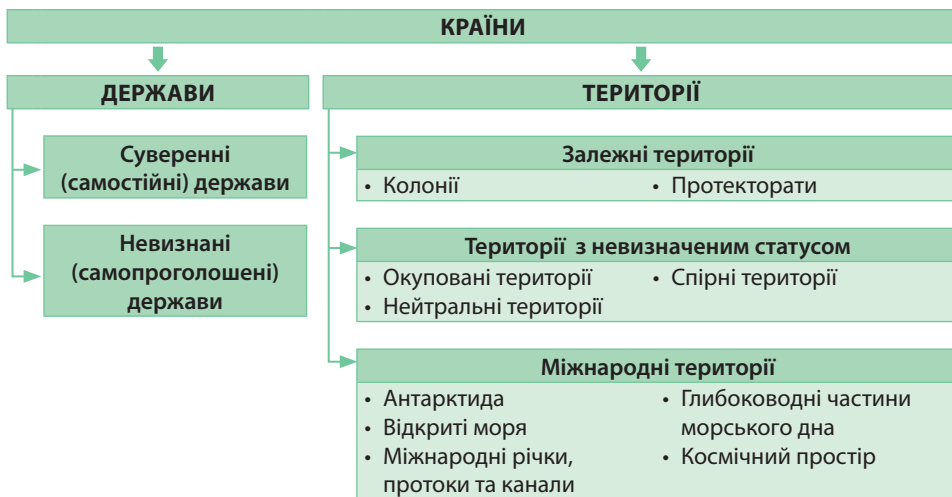 КРАЇНИ
ДЕРЖАВИ
Суверенні
(самостійні) держави
Невизнані
(самопроголошені)
держави
ТЕРИТОРІЇ
Залежні території
• Колонії
• Протекторати
Території з невизначеним статусом
• Окуповані території
• Нейтральні території
• Спірні території
Міжнародні території
• Антарктида
• Відкриті моря
• Міжнародні річки,
протоки та канали
• Глибоководні частини
морського дна
• Космічний простір